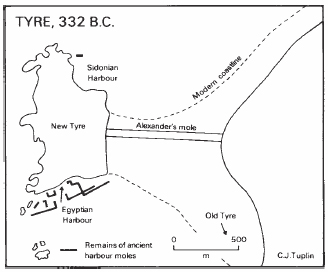 TYRE, 332 B.C.
Sidonian
Harbour
Modern coastline
New Tyre
Alexander's mole
Egyptian
Harbour
Old Tyre
0 500
m
Remains of ancient
harbour moles
C.J.Tuplin